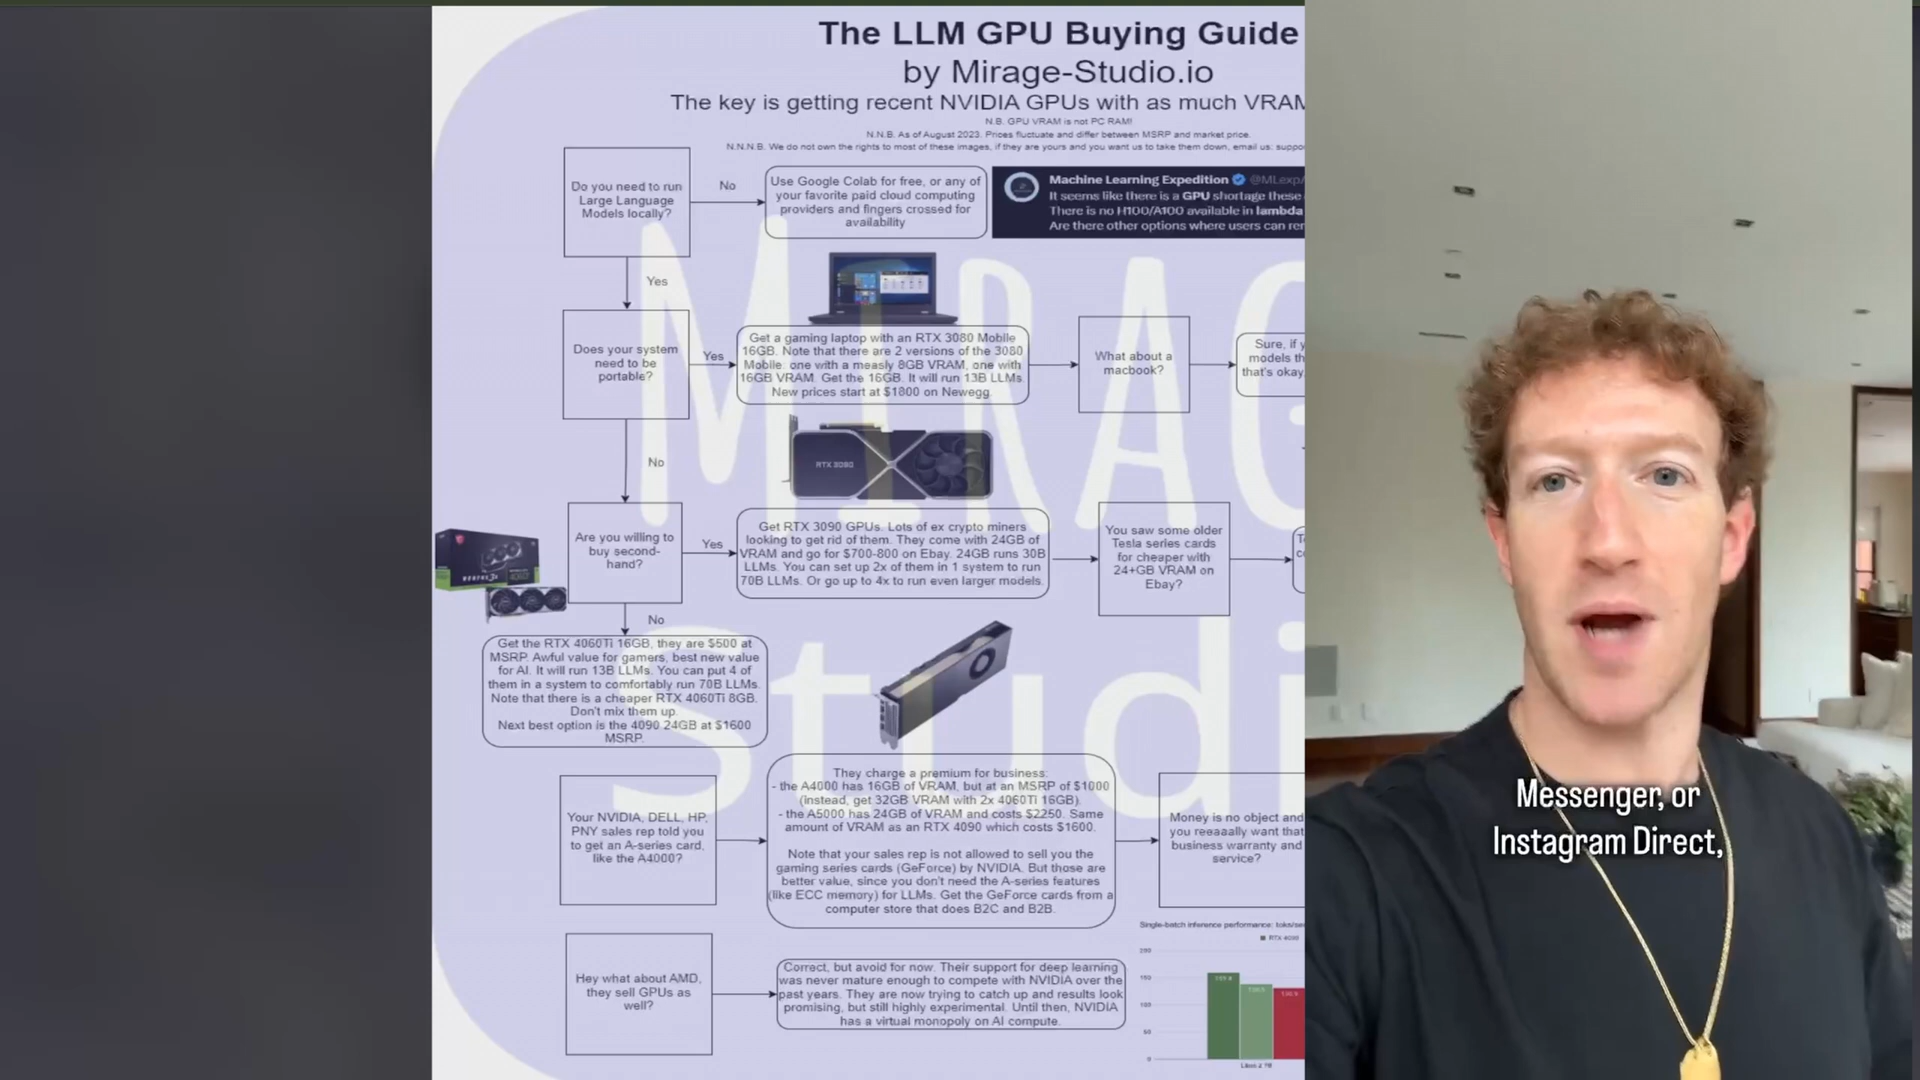 The LLM GPU Buying Guide
by Mirage-Studio.io
The key is getting recent NVIDIA GPUs with as much VRAM
N.B. GPU VRAM is not PC RAM!
N.N.B. As of August 2023. Prices fluctuate and differ between MSRP and market price.
N.N.N.B. We do not own the rights to most of these images, if they are yours and you want us to take them down, email us: suppo
Do you need to run
Large Language
Models locally?
No
Use Google Colab for free, or any of
your favorite paid cloud computing
providers and fingers crossed for
availability
Machine Learning Expedition @MLexp
It seems like there is a GPU shortage these
There is no H100/A100 available in lambda
Are there other options where users can ren
Yes
Does your system
need to be
portable?
Yes
Get a gaming laptop with an RTX 3080 Mobile
16GB. Note that there are 2 versions of the 3080
Mobile, one with a measly 8GB VRAM, one with
16GB VRAM. Get the 16GB. It will run 13B LLMs.
New prices start at $1800 on Newegg.
What about a
macbook?
Sure, if y
models th
that's okay.
No
RTX 3080
Are you willing to
buy second-
hand?
Yes
Get RTX 3090 GPUs. Lots of ex crypto miners
looking to get rid of them. They come with 24GB of
VRAM and go for $700-800 on Ebay. 24GB runs 30B
LLMs. You can set up 2x of them in 1 system to run
70B LLMs. Or go up to 4x to run even larger models.
You saw some older
Tesla series cards
for cheaper with
24+GB VRAM on
Ebay?
No
Get the RTX 4060Ti 16GB, they are $500 at
MSRP. Awful value for gamers, best new value
for AI. It will run 13B LLMs. You can put 4 of
them in a system to comfortably run 70B LLMs.
Note that there is a cheaper RTX 4060Ti 8GB.
Don't mix them up.
Next best option is the 4090 24GB at $1600
MSRP.
Your NVIDIA, DELL, HP,
PNY sales rep told you
to get an A-series card,
like the A4000?
They charge a premium for business:
- the A4000 has 16GB of VRAM, but at an MSRP of $1000
(instead, get 32GB VRAM with 2x 4060Ti 16GB).
- the A5000 has 24GB of VRAM and costs $2250. Same
amount of VRAM as an RTX 4090 which costs $1600.
Note that your sales rep is not allowed to sell you the
gaming series cards (GeForce) by NVIDIA. But those are
better value, since you don't need the A-series features
(like ECC memory) for LLMs. Get the GeForce cards from a
computer store that does B2C and B2B.
Money is no object and
you reeaaally want that
business warranty and
service?
Hey what about AMD,
they sell GPUs as
well?
Correct, but avoid for now. Their support for deep learning
was never mature enough to compete with NVIDIA over the
past years. They are now trying to catch up and results look
promising, but still highly experimental. Until then, NVIDIA
has a virtual monopoly on AI compute.
Single-batch inference performance: toks/se
RTX 4090
150
100
50
0
MIRAG
Studi
Messenger, or
Instagram Direct,